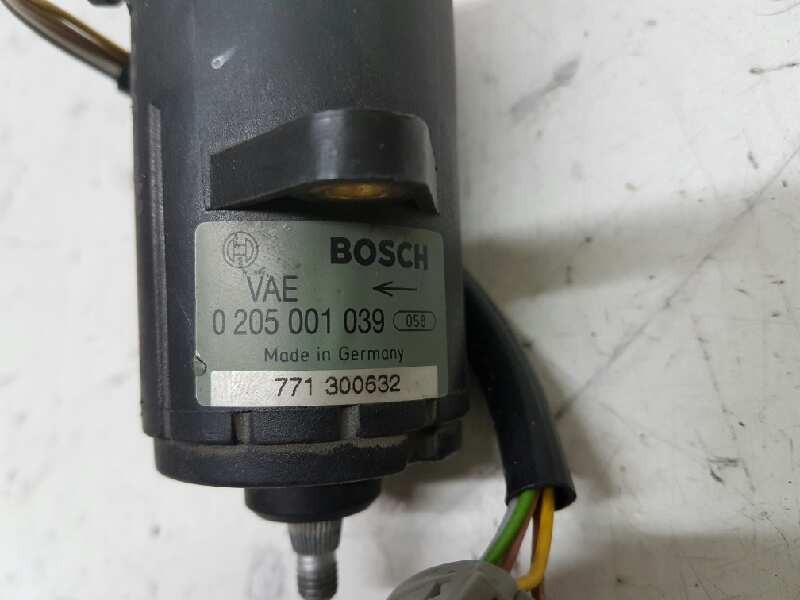 BOSCH
VAE ←
0 205 001 039 058
Made in Germany
771 300632